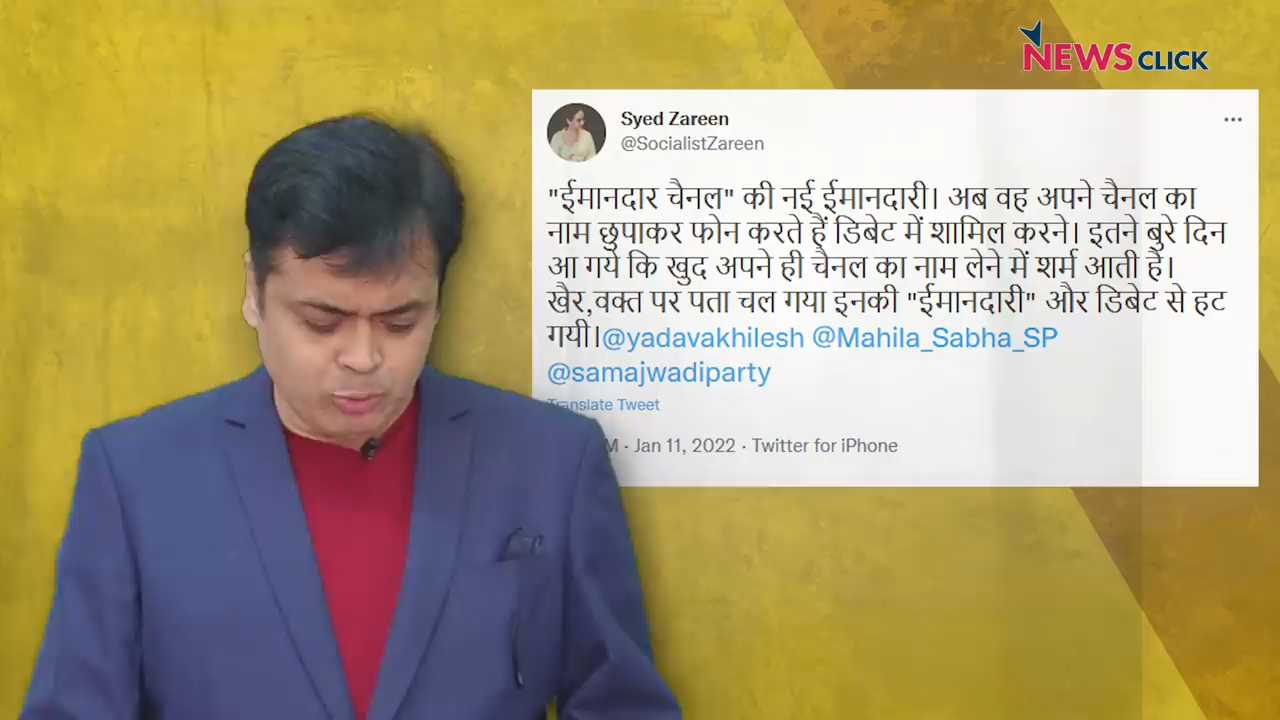 NEWS CLICK
Syed Zareen
@SocialistZareen
"ईमानदार चैनल" की नई ईमानदारी। अब वह अपने चैनल का
नाम छुपाकर फोन करते हैं डिबेट में शामिल करने। इतने बुरे दिन
आ गये कि खुद अपने ही चैनल का नाम लेने में शर्म आती है।
खैर,वक्त पर पता चल गया इनकी "ईमानदारी" और डिबेट से हट
गयी।@yadavakhilesh @Mahila_Sabha_SP
@samajwadiparty
Translate Tweet
M · Jan 11, 2022 · Twitter for iPhone